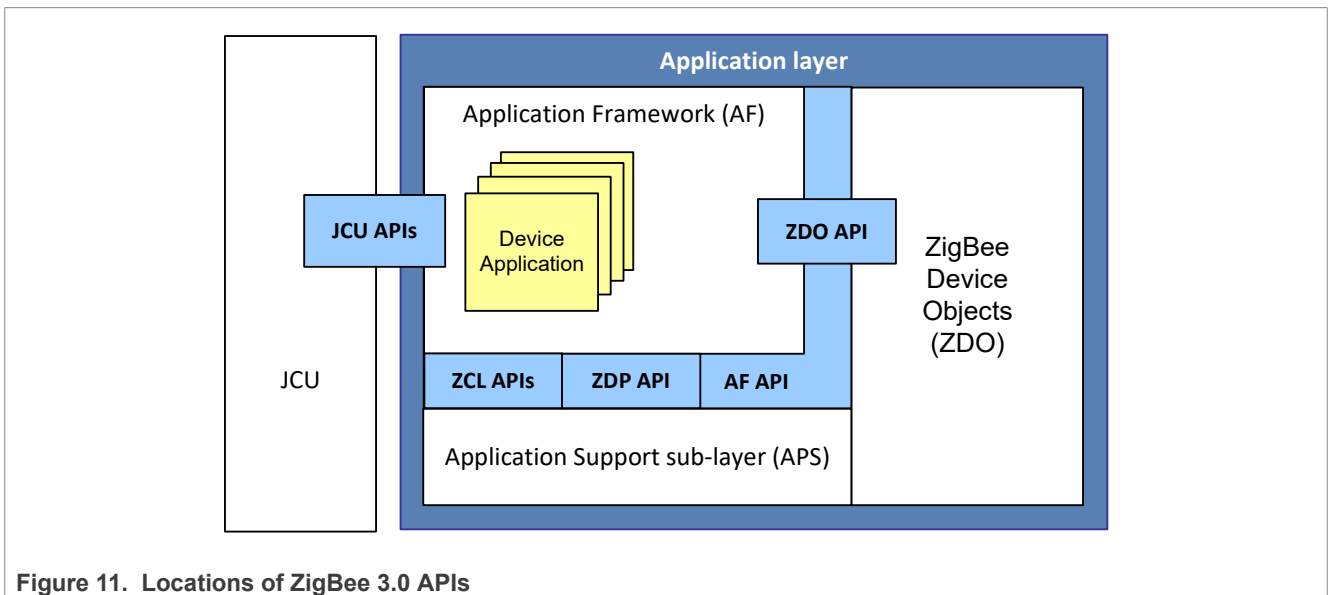 Application layer
Application Framework (AF)
JCU APIs
Device
Application
ZDO API
ZigBee
Device
Objects
(ZDO)
JCU
ZCL APIs
ZDP API
AF API
Application Support sub-layer (APS)
Figure 11. Locations of ZigBee 3.0 APIs